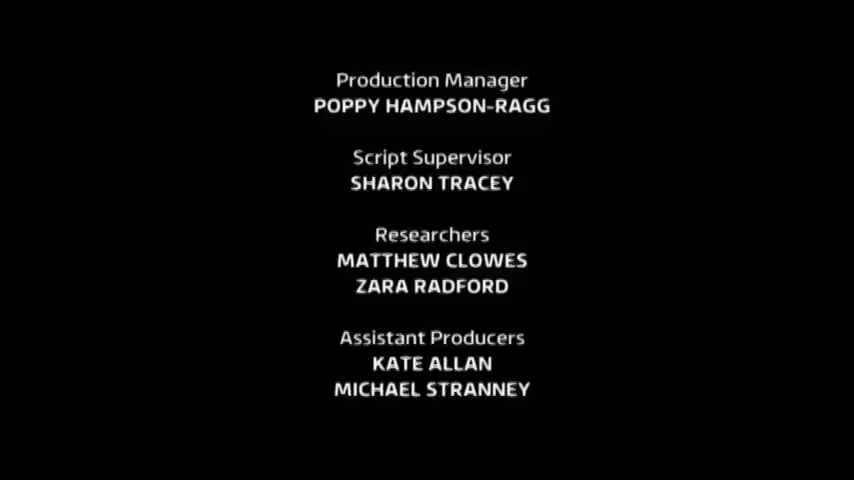 Production Manager
POPPY HAMPSON-RAGG
Script Supervisor
SHARON TRACEY
Researchers
MATTHEW CLOWES
ZARA RADFORD
Assistant Producers
KATE ALLAN
MICHAEL STRANNEY